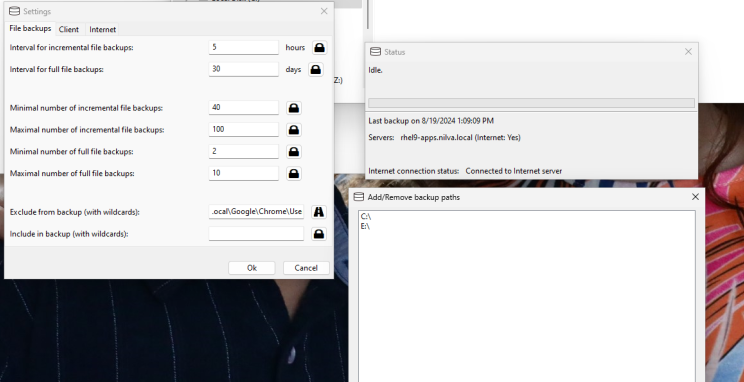 Settings
File backups Client Internet
Interval for incremental file backups: 5 hours
Interval for full file backups: 30 days
Minimal number of incremental file backups: 40
Maximal number of incremental file backups: 100
Minimal number of full file backups: 2
Maximal number of full file backups: 10
Exclude from backup (with wildcards): .ocal\Google\Chrome\Use
Include in backup (with wildcards):
Ok Cancel
Z:)
Status
Idle.
Last backup on 8/19/2024 1:09:09 PM
Servers: rhel9-apps.nilva.local (Internet: Yes)
Internet connection status: Connected to Internet server
Add/Remove backup paths
C:\
E:\